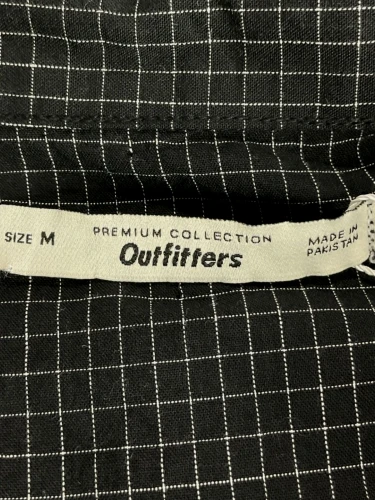 SIZE M
PREMIUM COLLECTION
Outfitters
MADE IN
PAKISTAN